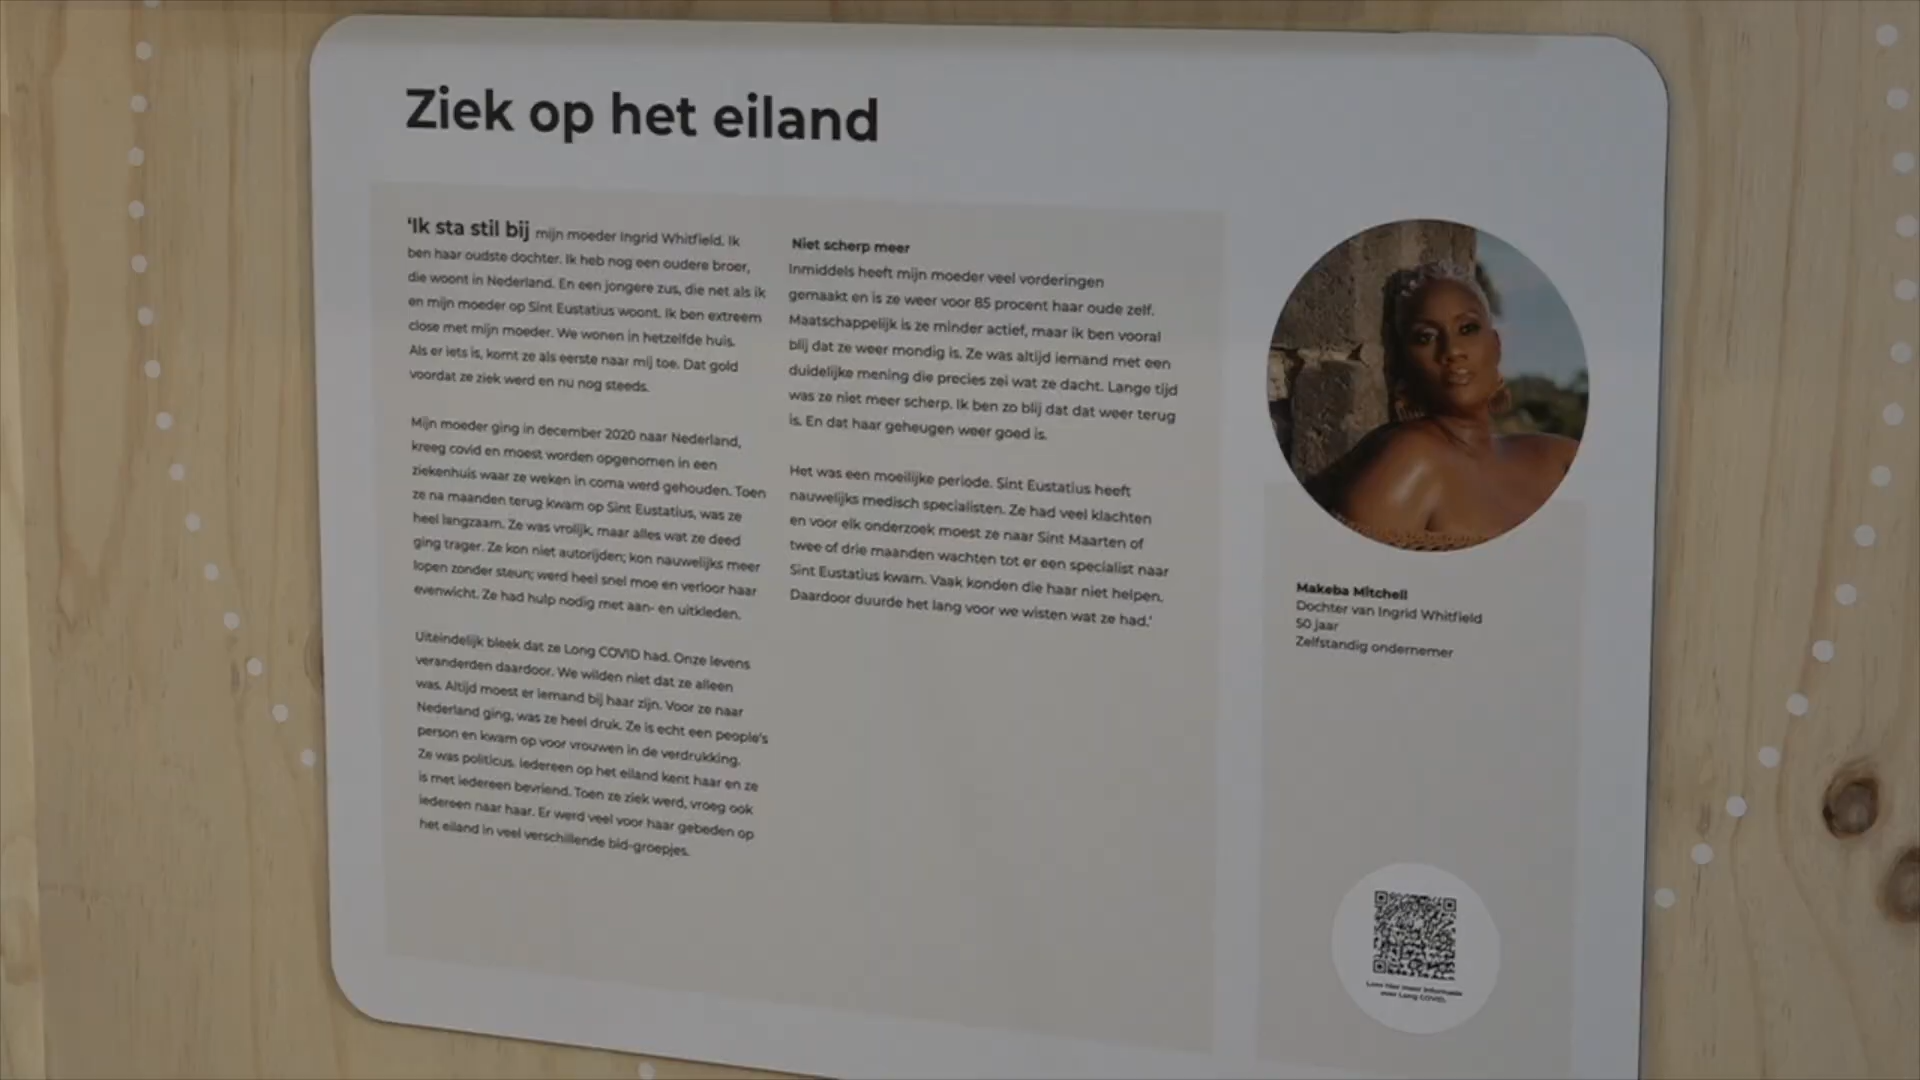 Ziek op het eiland
'Ik sta stil bij mijn moeder Ingrid Whitfield. Ik
ben haar oudste dochter. Ik heb nog een oudere broer,
die woont in Nederland. En een jongere zus, die net als ik
en mijn moeder op Sint Eustatius woont. Ik ben extreem
close met mijn moeder. We wonen in hetzelfde huis.
Als er iets is, komt ze als eerste naar mij toe. Dat gold
voordat ze ziek werd en nu nog steeds.
Mijn moeder ging in december 2020 naar Nederland,
kreeg covid en moest worden opgenomen in een
ziekenhuis waar ze weken in coma werd gehouden. Toen
ze na maanden terug kwam op Sint Eustatius, was ze
heel langzaam. Ze was vrolijk, maar alles wat ze deed
ging trager. Ze kon niet autorijden; kon nauwelijks meer
lopen zonder steun; werd heel snel moe en verloor haar
evenwicht. Ze had hulp nodig met aan- en uitkleden.
Uiteindelijk bleek dat ze Long COVID had. Onze levens
veranderden daardoor. We wilden niet dat ze alleen
was. Altijd moest er iemand bij haar zijn. Voor ze naar
Nederland ging, was ze heel druk. Ze is echt een people's
person en kwam op voor vrouwen in de verdrukking.
Ze was politicus. Iedereen op het eiland kent haar en ze
is met iedereen bevriend. Toen ze ziek werd, vroeg ook
iedereen naar haar. Er werd veel voor haar gebeden op
het eiland in veel verschillende bid-groepjes.
Niet scherp meer
Inmiddels heeft mijn moeder veel vorderingen
gemaakt en is ze weer voor 85 procent haar oude zelf.
Maatschappelijk is ze minder actief, maar ik ben vooral
blij dat ze weer mondig is. Ze was altijd iemand met een
duidelijke mening die precies zei wat ze dacht. Lange tijd
was ze niet meer scherp. Ik ben zo blij dat dat weer terug
is. En dat haar geheugen weer goed is.
Het was een moeilijke periode. Sint Eustatius heeft
nauwelijks medisch specialisten. Ze had veel klachten
en voor elk onderzoek moest ze naar Sint Maarten of
twee of drie maanden wachten tot er een specialist naar
Sint Eustatius kwam. Vaak konden die haar niet helpen.
Daardoor duurde het lang voor we wisten wat ze had.'
Makeba Mitchell
Dochter van Ingrid Whitfield
50 jaar
Zelfstandig ondernemer
Lees hier meer informatie
over Long COVID.